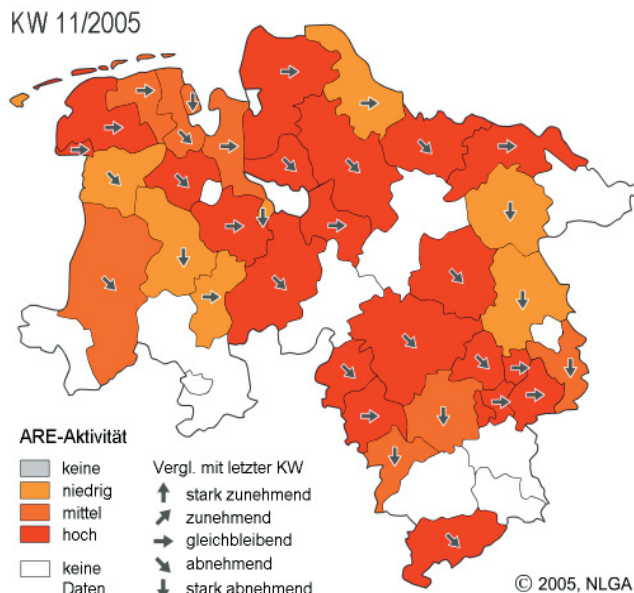 KW 11/2005
ARE-Aktivität
keine
niedrig
mittel
hoch
keine
Daten
Vergl. mit letzter KW
stark zunehmend
zunehmend
gleichbleibend
abnehmend
stark abnehmend
© 2005, NLGA